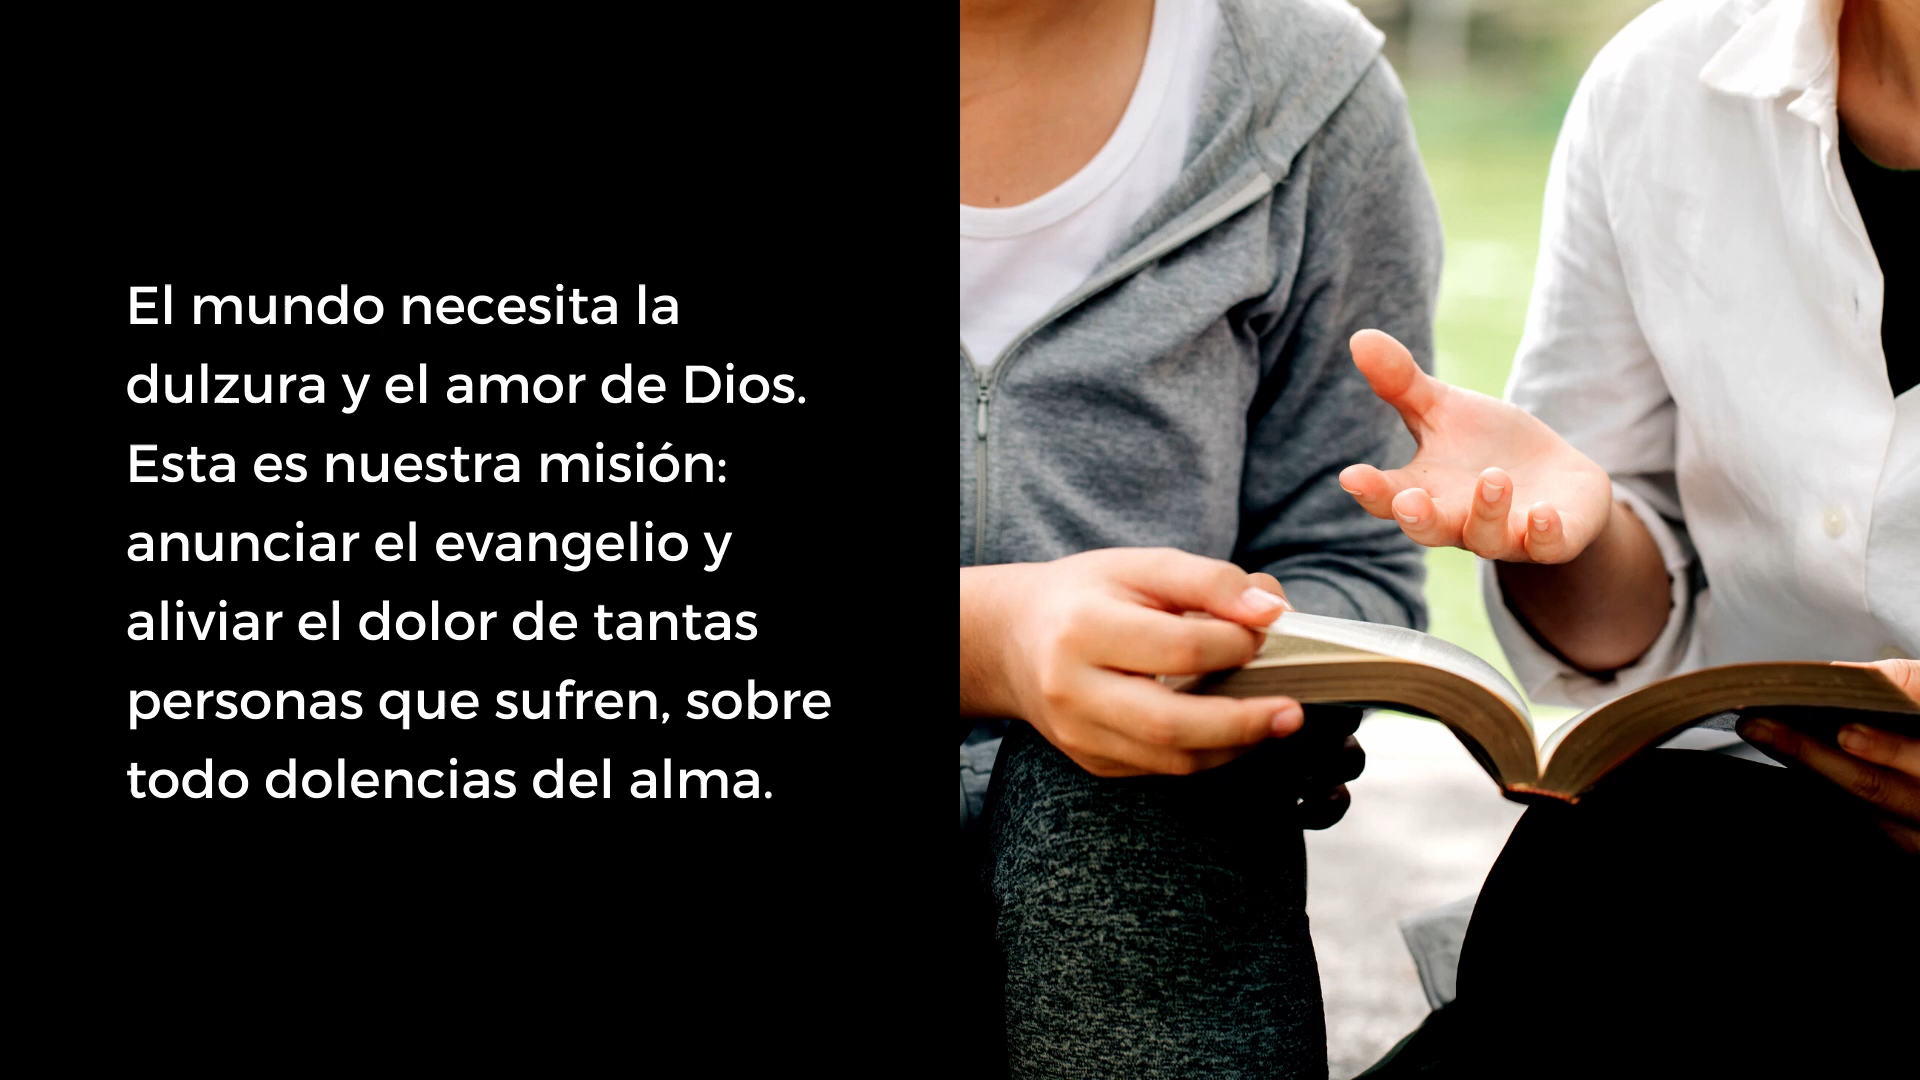 El mundo necesita la
dulzura y el amor de Dios.
Esta es nuestra misión:
anunciar el evangelio y
aliviar el dolor de tantas
personas que sufren, sobre
todo dolencias del alma.